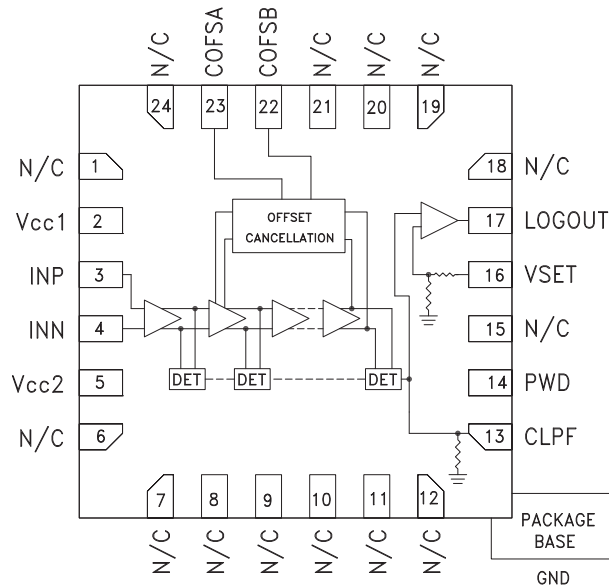 N/C
COFSA
COFSB
N/C
N/C
N/C
24
23
22
21
20
19
N/C 1
Vcc1 2
INP 3
INN 4
Vcc2 5
N/C 6
18 N/C
17 LOGOUT
16 VSET
15 N/C
14 PWD
13 CLPF
OFFSET
CANCELLATION
DET
DET
DET
7
8
9
10
11
12
N/C
N/C
N/C
N/C
N/C
N/C
PACKAGE
BASE
GND